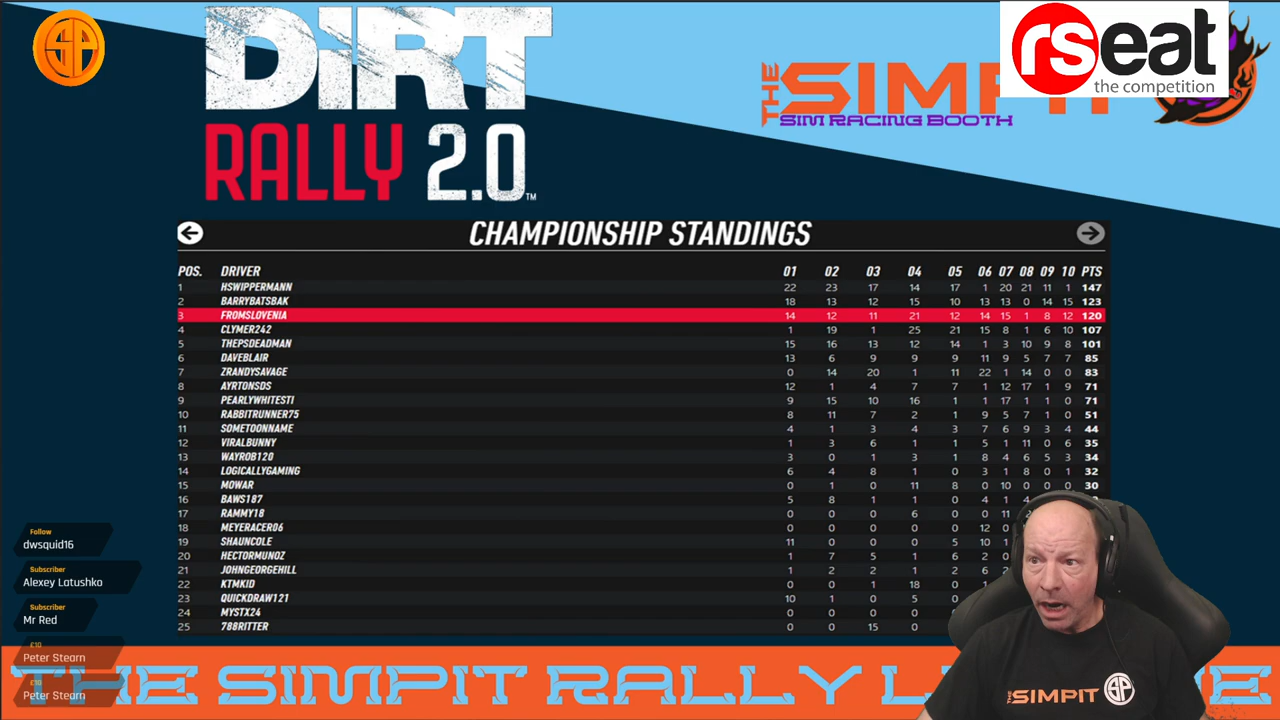 SP
DiRT
RALLY 2.0™
THE SIMPIT
SIM RACING BOOTH
rseat
the competition
CHAMPIONSHIP STANDINGS
POS. DRIVER 01 02 03 04 05 06 07 08 09 10 PTS
1 HSWIPPERMANN 22 23 17 14 17 1 20 21 11 1 147
2 BARRYBATSBAK 18 13 12 15 10 13 13 0 14 15 123
3 FROMSLOVENIA 14 12 11 21 12 14 15 1 8 12 120
4 CLYMER242 1 19 1 25 21 15 8 1 6 10 107
5 THEPSDEADMAN 15 16 13 12 14 1 3 10 9 8 101
6 DAVEBLAIR 13 6 9 9 9 11 9 5 7 7 85
7 ZRANDYSAVAGE 0 14 20 1 11 22 1 14 0 0 83
8 AYRTONSDS 12 1 4 7 7 1 12 17 1 9 71
9 PEARLYWHITES1 9 15 10 16 1 1 17 1 1 0 71
10 RABBITRUNNER75 8 11 7 2 1 9 5 7 1 0 51
11 SOMETOONNAME 4 1 3 4 3 7 6 9 3 4 44
12 VIRALBUNNY 1 3 6 1 1 5 1 11 0 6 35
13 WAYROB120 3 0 1 3 1 8 4 6 5 3 34
14 LOGICALLYGAMING 6 4 8 1 0 3 1 8 0 1 32
15 MOWAR 0 1 0 11 8 0 10 0 0 0 30
16 BAWS187 5 8 1 1 0 4 1 4
17 RAMMY18 0 0 0 6 0 0 11
18 MEYERACER06 0 0 0 0 0 12 0
19 SHAUNCOLE 11 0 0 0 5 10 1
20 HECTORMUNOZ 1 7 5 1 6 2 0
21 JOHNGEORGEHILL 1 2 2 1 2 6
22 KTMKID 0 0 1 18 0 0
23 QUICKDRAW121 10 1 0 5 0
24 MYSTX24 0 0 0 0 0
25 788RITTER 0 0 15 0
Follow
dwsquid16
Subscriber
Alexey Latushko
Subscriber
Mr Red
£10
Peter Stearn
£10
Peter Stearn
THE SIMPIT RALLY
THE SIMPIT SP